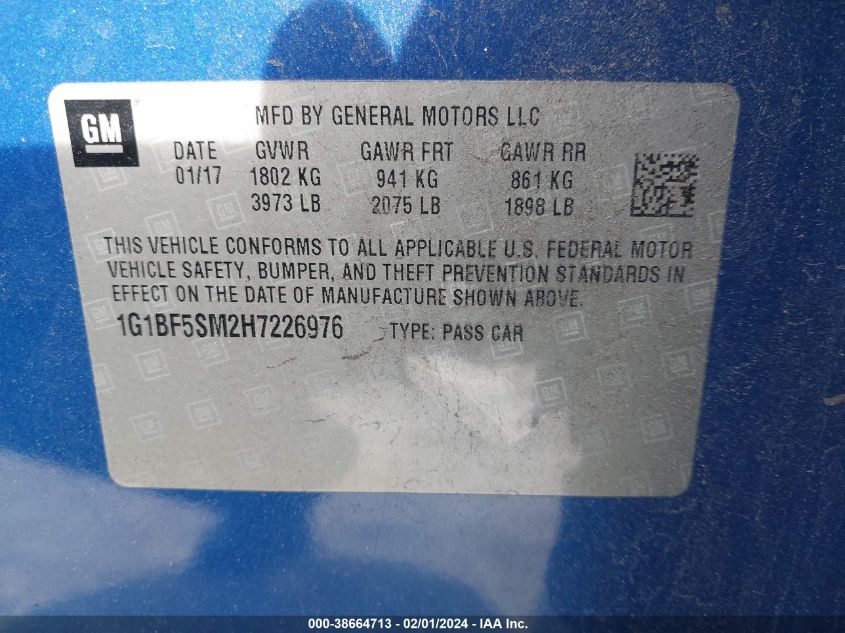 GM
MFD BY GENERAL MOTORS LLC
DATE GVWR GAWR FRT GAWR RR
01/17 1802 KG 941 KG 861 KG
3973 LB 2075 LB 1898 LB
THIS VEHICLE CONFORMS TO ALL APPLICABLE U.S. FEDERAL MOTOR
VEHICLE SAFETY, BUMPER, AND THEFT PREVENTION STANDARDS IN
EFFECT ON THE DATE OF MANUFACTURE SHOWN ABOVE.
1G1BF5SM2H7226976 TYPE: PASS CAR
000-38664713 - 02/01/2024 - IAA Inc.